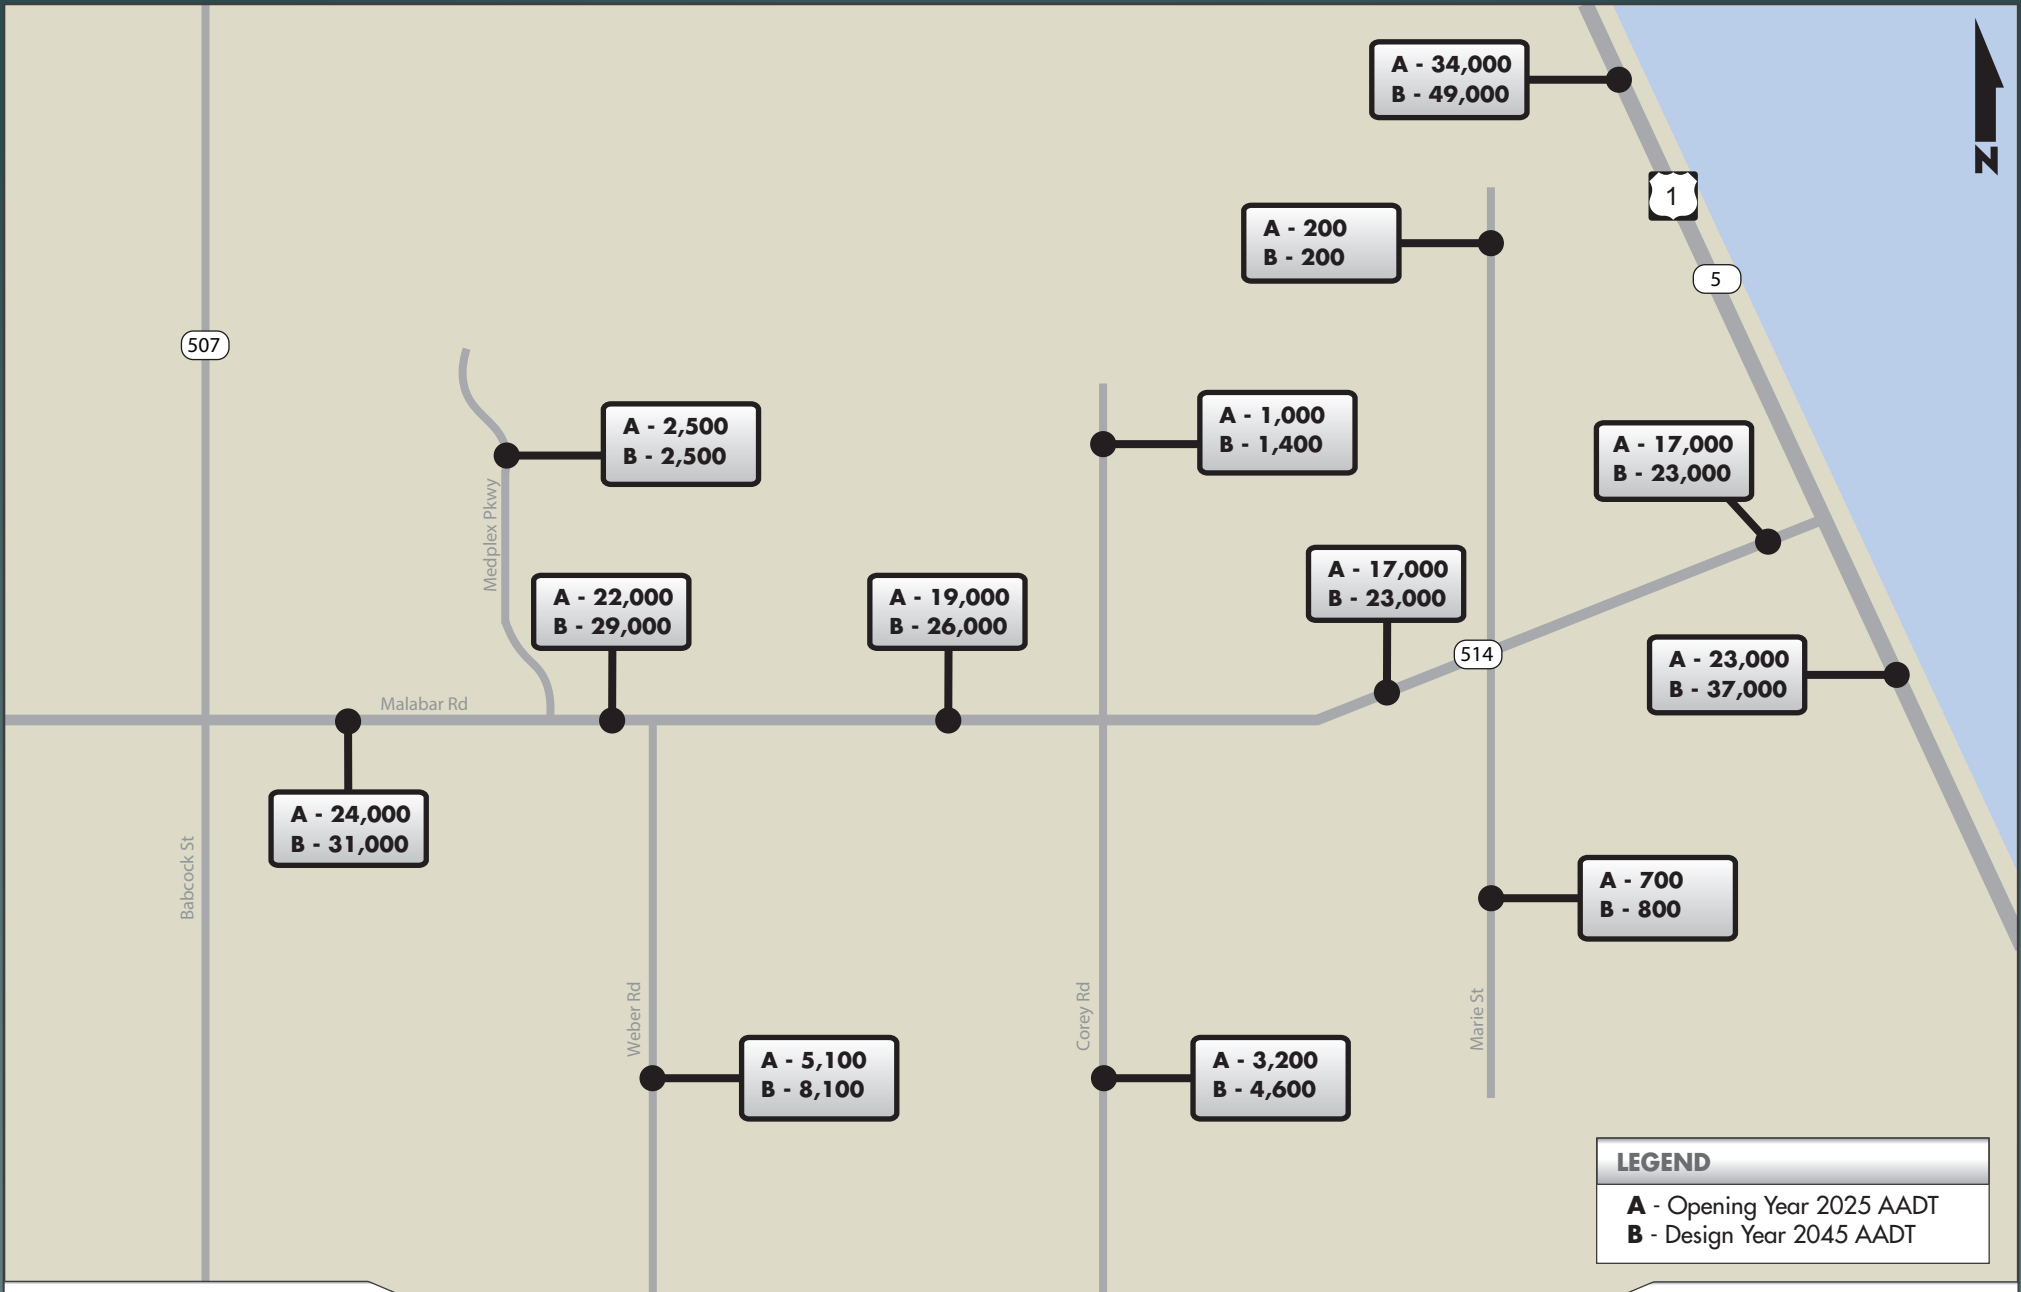 A - 34,000
B - 49,000
N
1
A - 200
B - 200
5
507
A - 2,500
B - 2,500
A - 1,000
B - 1,400
A - 17,000
B - 23,000
Medplex Pkwy
A - 22,000
B - 29,000
A - 19,000
B - 26,000
A - 17,000
B - 23,000
514
A - 23,000
B - 37,000
Malabar Rd
A - 24,000
B - 31,000
Babcock St
A - 700
B - 800
Weber Rd
Corey Rd
Marie St
A - 5,100
B - 8,100
A - 3,200
B - 4,600
LEGEND
A - Opening Year 2025 AADT
B - Design Year 2045 AADT